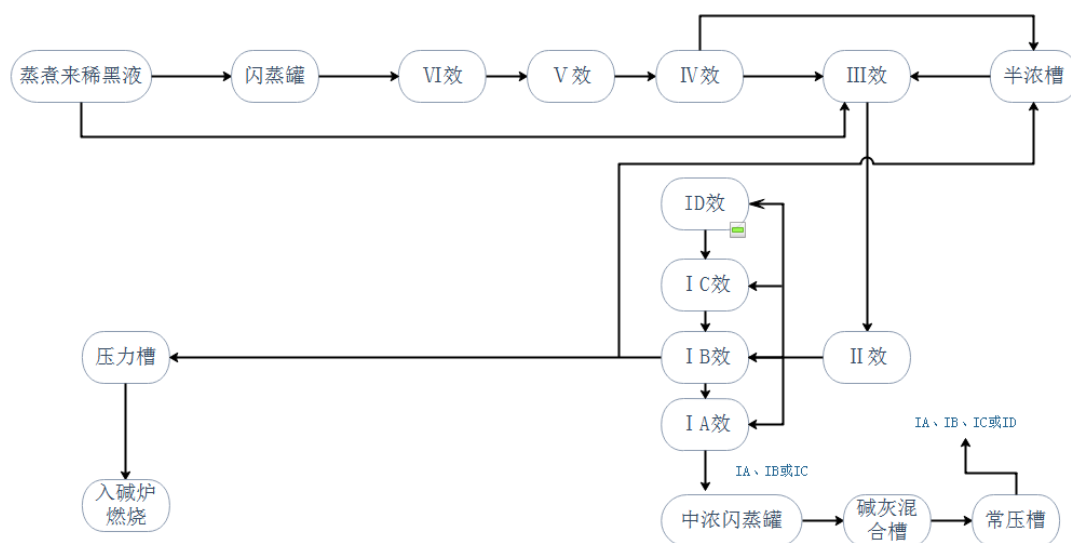 蒸煮来稀黑液
闪蒸罐
Ⅵ效
Ⅴ效
Ⅳ效
Ⅲ效
半浓槽
ID效
ⅠC效
压力槽
ⅠB效
Ⅱ效
ⅠA效
IA、IB、IC或ID
IA、IB或IC
入碱炉
燃烧
中浓闪蒸罐
碱灰混
合槽
常压槽